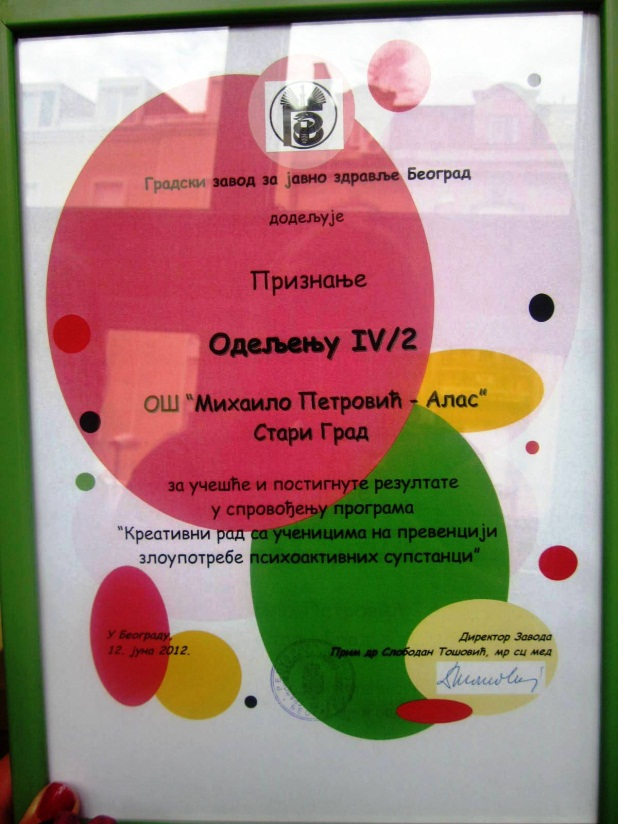 Градски завод за јавно здравље Београд
додељује
Признање
Одељењу IV/2
ОШ "Михаило Петровић - Алас"
Стари Град
за учешће и постигнуте резултате
у спровођењу програма
"Креативни рад са ученицима на превенцији
злоупотребе психоактивних супстанци"
У Београду,
12. јуна 2012.
Директор Завода
Прим др Слободан Тошовић, мр сц мед